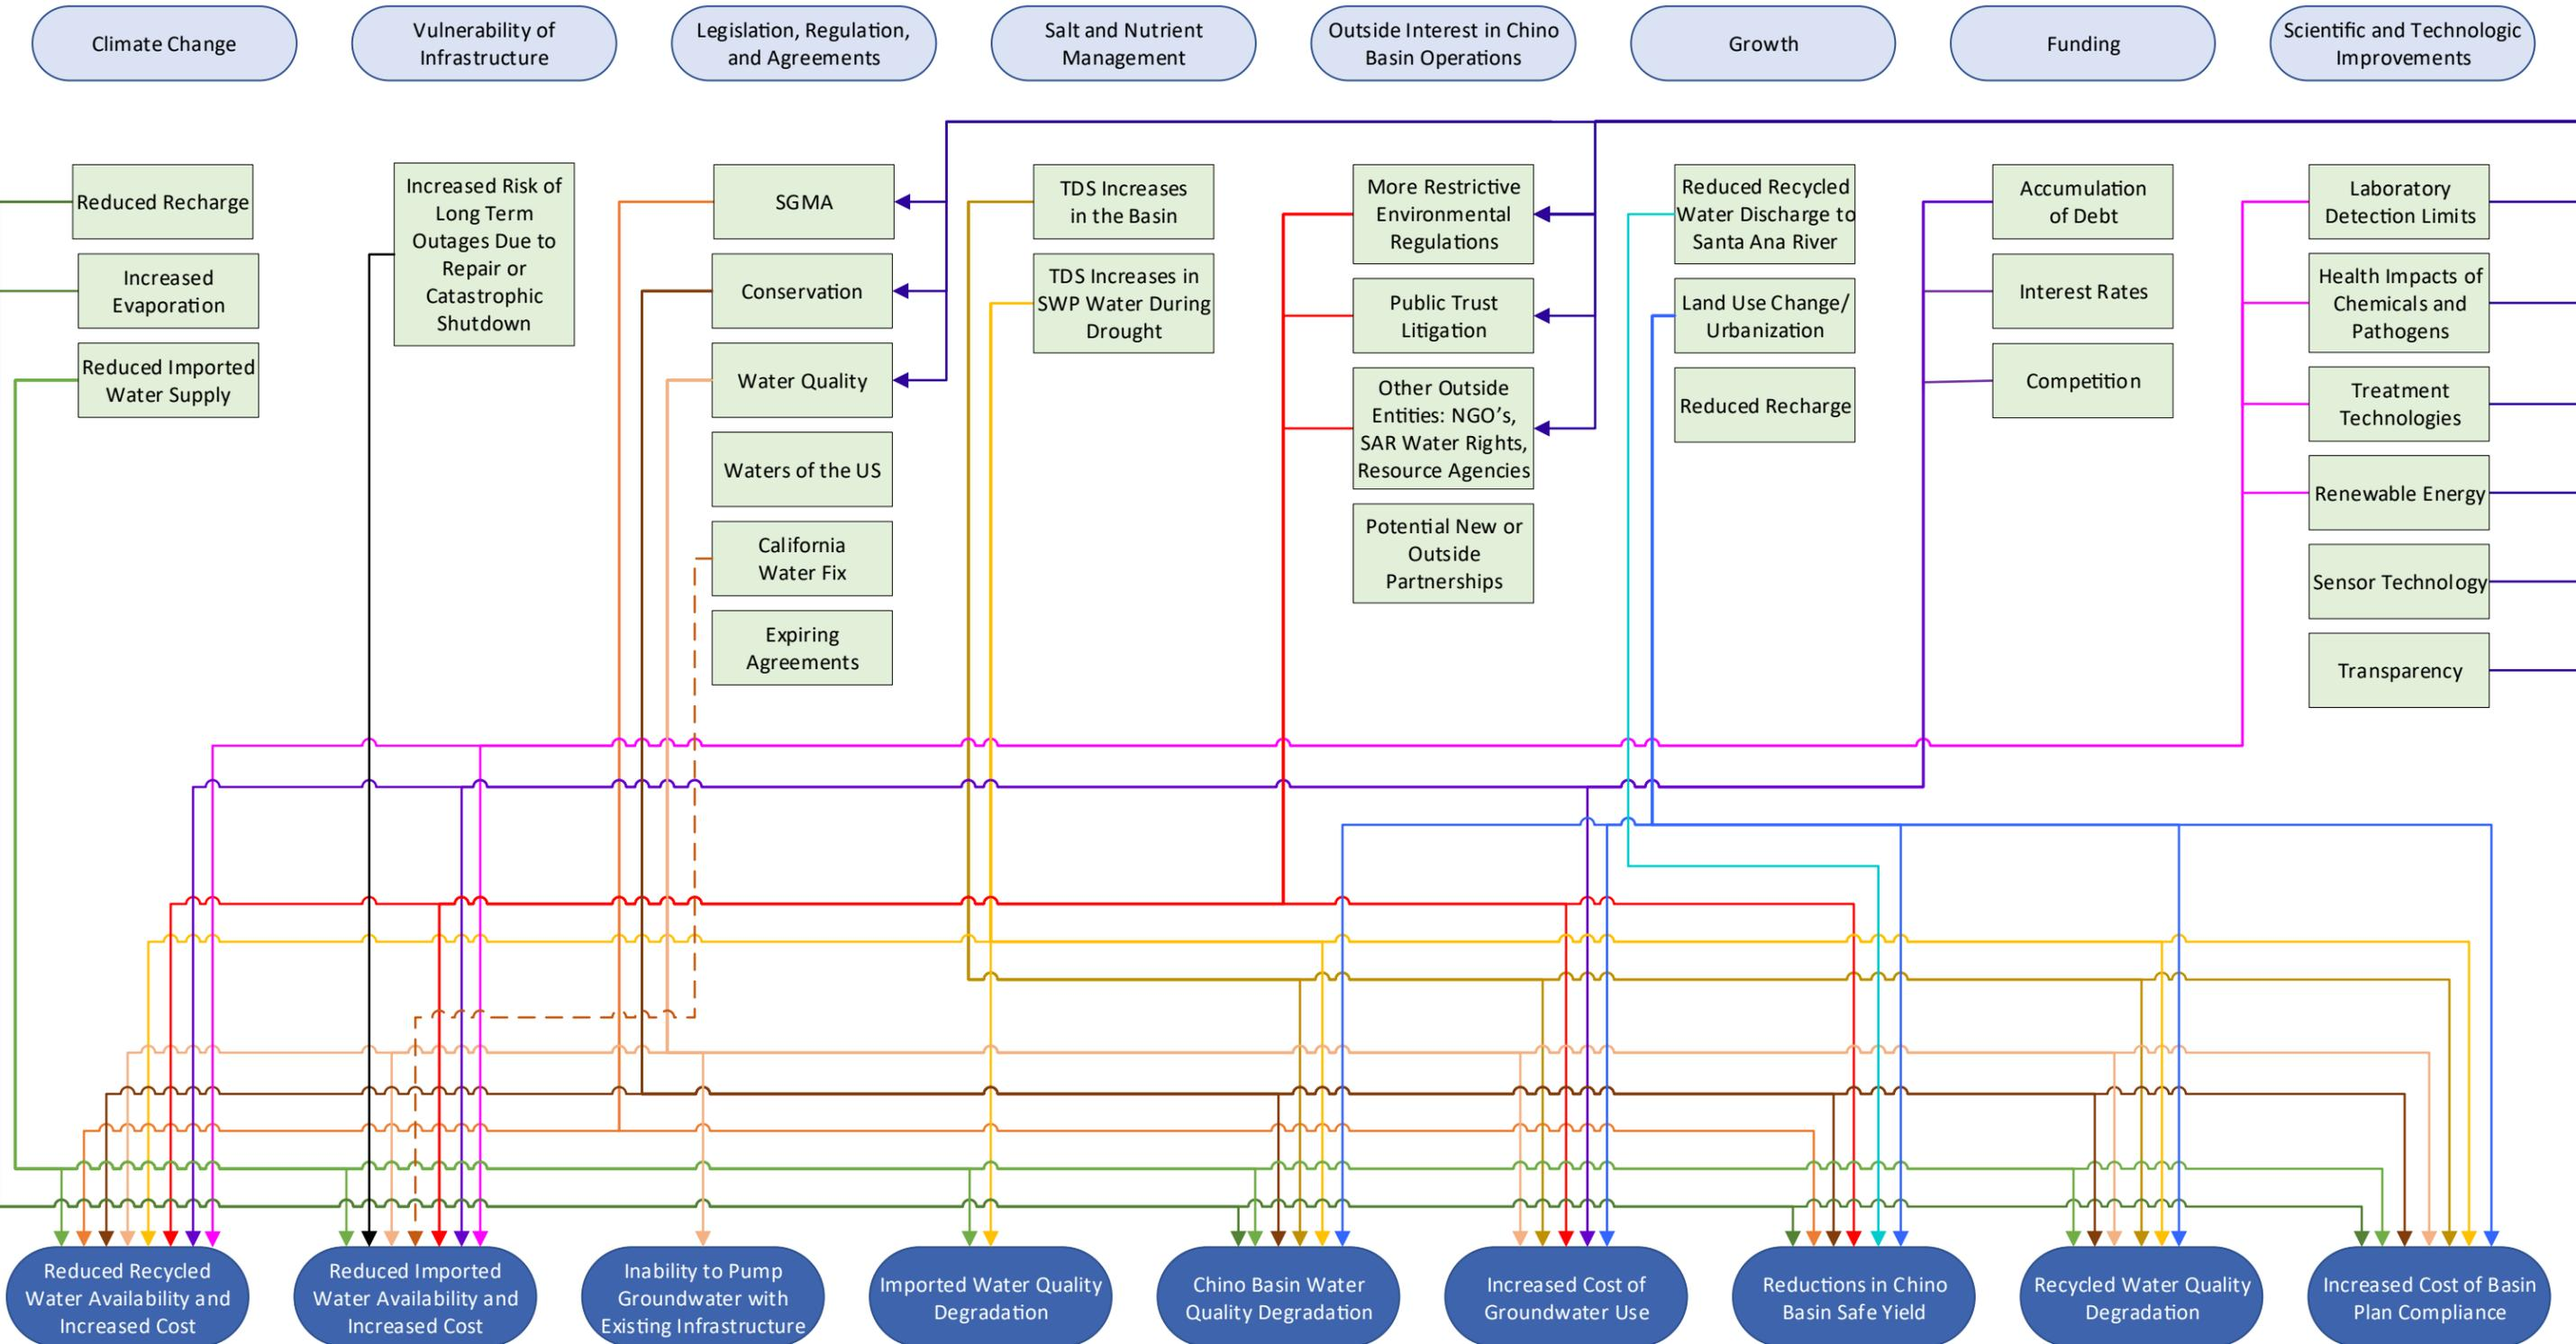 Climate Change
Vulnerability of
Infrastructure
Legislation, Regulation,
and Agreements
Salt and Nutrient
Management
Outside Interest in Chino
Basin Operations
Growth
Funding
Scientific and Technologic
Improvements
Reduced Recharge
Increased
Evaporation
Reduced Imported
Water Supply
Increased Risk of
Long Term
Outages Due to
Repair or
Catastrophic
Shutdown
SGMA
Conservation
Water Quality
Waters of the US
California
Water Fix
Expiring
Agreements
TDS Increases
in the Basin
TDS Increases in
SWP Water During
Drought
More Restrictive
Environmental
Regulations
Public Trust
Litigation
Other Outside
Entities: NGO’s,
SAR Water Rights,
Resource Agencies
Potential New or
Outside
Partnerships
Reduced Recycled
Water Discharge to
Santa Ana River
Land Use Change/
Urbanization
Reduced Recharge
Accumulation
of Debt
Interest Rates
Competition
Laboratory
Detection Limits
Health Impacts of
Chemicals and
Pathogens
Treatment
Technologies
Renewable Energy
Sensor Technology
Transparency
Reduced Recycled
Water Availability and
Increased Cost
Reduced Imported
Water Availability and
Increased Cost
Inability to Pump
Groundwater with
Existing Infrastructure
Imported Water Quality
Degradation
Chino Basin Water
Quality Degradation
Increased Cost of
Groundwater Use
Reductions in Chino
Basin Safe Yield
Recycled Water Quality
Degradation
Increased Cost of Basin
Plan Compliance